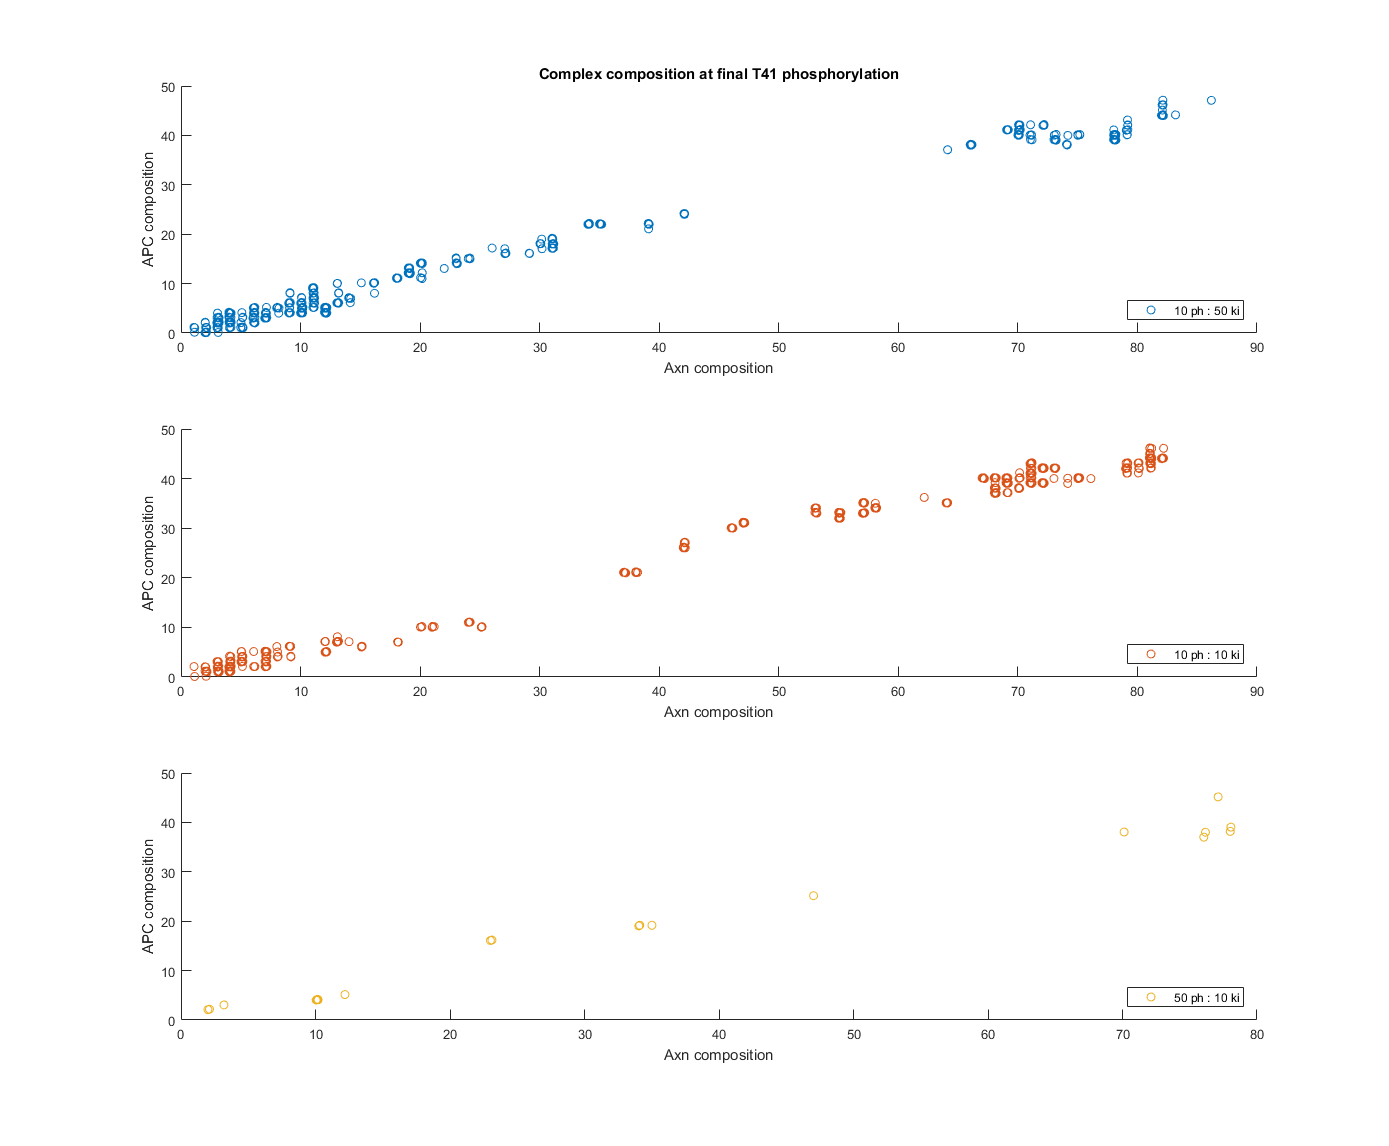 Complex composition at final T41 phosphorylation
50
40
30
20
10
0
APC composition
10 ph : 50 ki
0 10 20 30 40 50 60 70 80 90
Axn composition
50
40
30
20
10
0
APC composition
10 ph : 10 ki
0 10 20 30 40 50 60 70 80 90
Axn composition
50
40
30
20
10
0
APC composition
50 ph : 10 ki
0 10 20 30 40 50 60 70 80
Axn composition